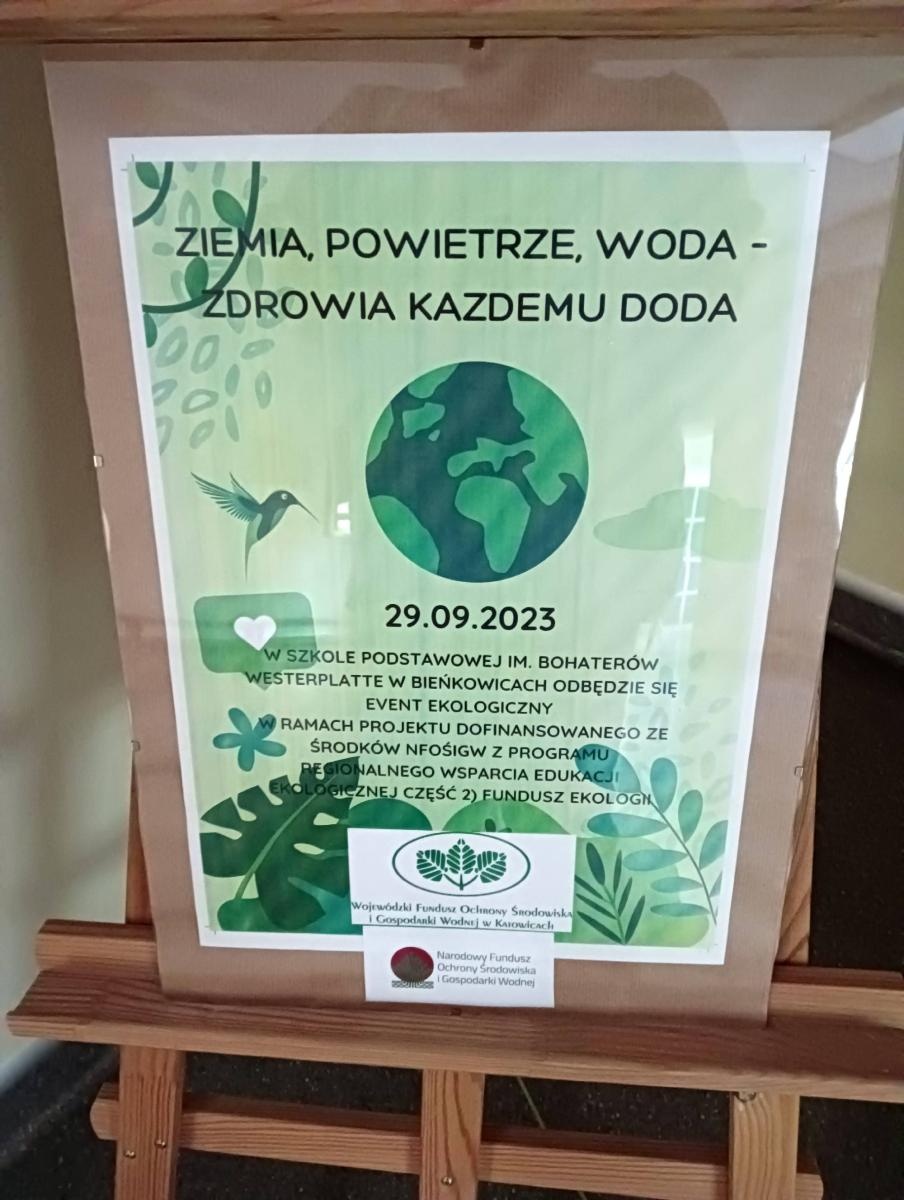 ZIEMIA, POWIETRZE, WODA -
ZDROWIA KAZDEMU DODA
29.09.2023
W SZKOLE PODSTAWOWEJ IM. BOHATERÓW
WESTERPLATTE W BIEŃKOWICACH ODBĘDZIE SIĘ
EVENT EKOLOGICZNY
W RAMACH PROJEKTU DOFINANSOWANEGO ZE
ŚRODKÓW NFOŚIGW Z PROGRAMU
REGIONALNEGO WSPARCIA EDUKACJI
EKOLOGICZNEJ CZĘŚĆ 2) FUNDUSZ EKOLOGII
Wojewódzki Fundusz Ochrony Środowiska
i Gospodarki Wodnej w Katowicach
Narodowy Fundusz
Ochrony Środowiska
i Gospodarki Wodnej